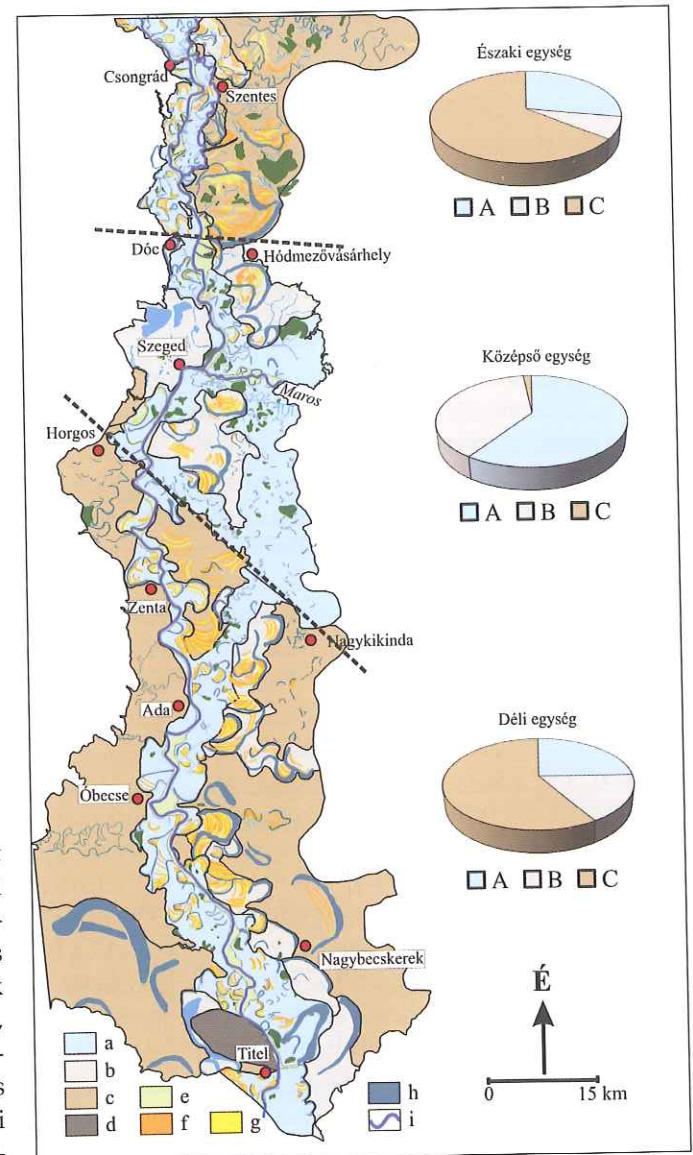 Csongrád
Szentes
Dóc
Hódmezővásárhely
Szeged
Maros
Horgos
Zenta
Nagykikinda
Ada
Óbecse
Nagybecskerek
Titel
Északi egység
A B C
Középső egység
A B C
Déli egység
A B C
É
0 15 km
a
b
c
d
e
f
g
h
i
s
k
s
i